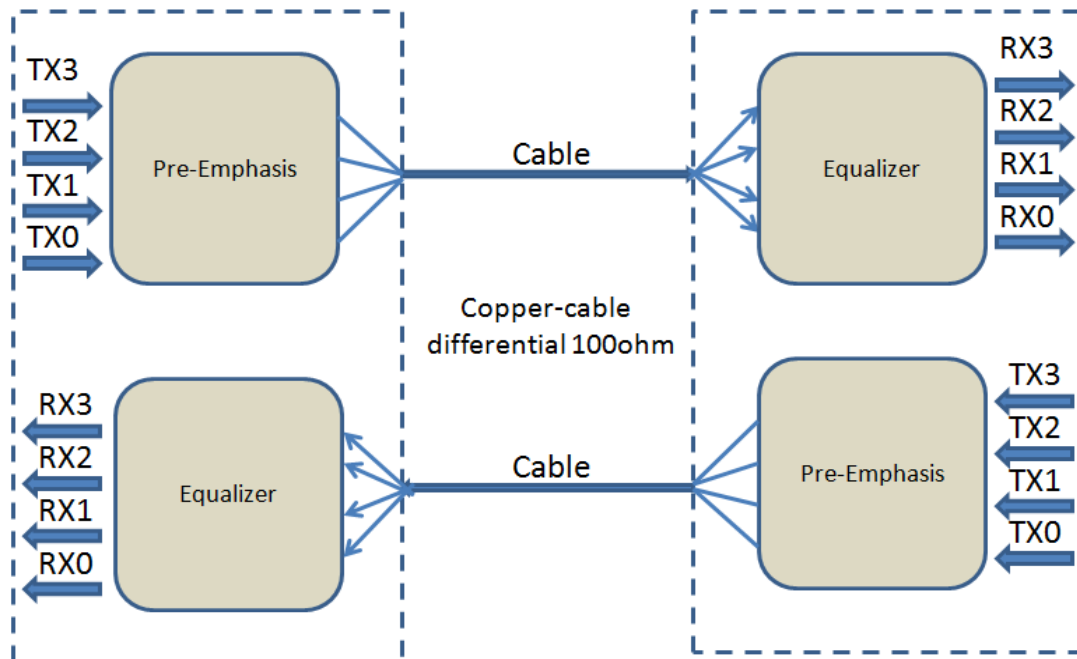 TX3
TX2
TX1
TX0
Pre-Emphasis
Cable
Equalizer
RX3
RX2
RX1
RX0
Copper-cable
differential 100ohm
RX3
RX2
RX1
RX0
Equalizer
Cable
Pre-Emphasis
TX3
TX2
TX1
TX0